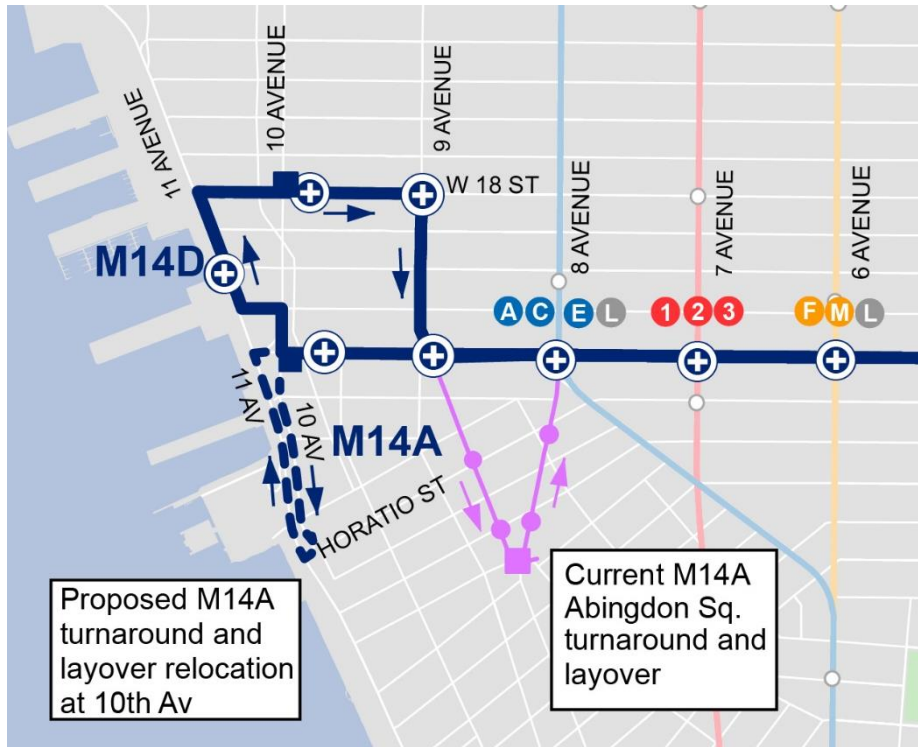 11 AVENUE
10 AVENUE
9 AVENUE
8 AVENUE
7 AVENUE
6 AVENUE
W 18 ST
M14D
A C E L
1 2 3
F M L
11 AV
10 AV
M14A
HORATIO ST
Proposed M14A
turnaround and
layover relocation
at 10th Av
Current M14A
Abingdon Sq.
turnaround and
layover